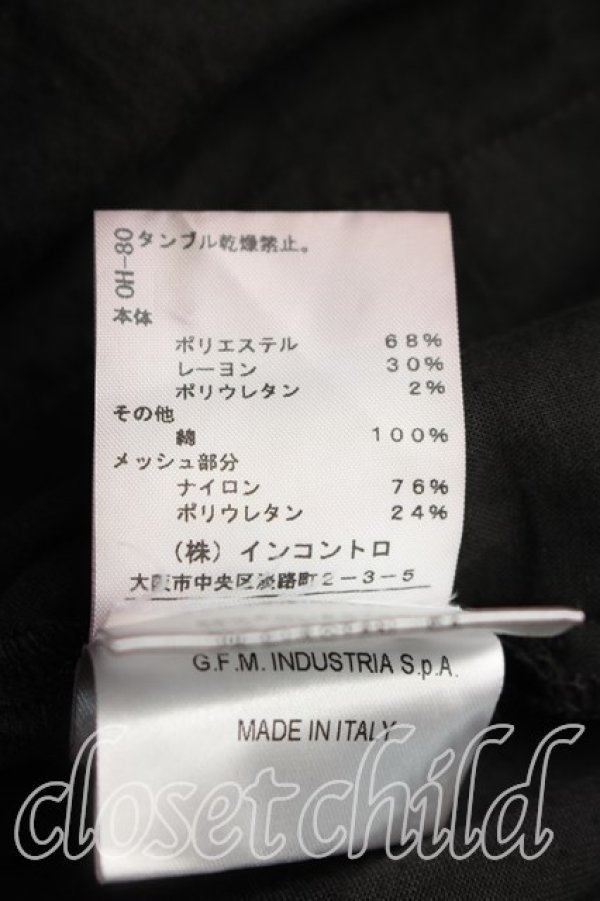 OH-80
タンブル乾燥禁止。
本体
ポリエステル 68%
レーヨン 30%
ポリウレタン 2%
その他
綿 100%
メッシュ部分
ナイロン 76%
ポリウレタン 24%
(株)インコントロ
大阪市中央区淡路町2-3-5
G.F.M. INDUSTRIA S.p.A.
MADE IN ITALY
closet child